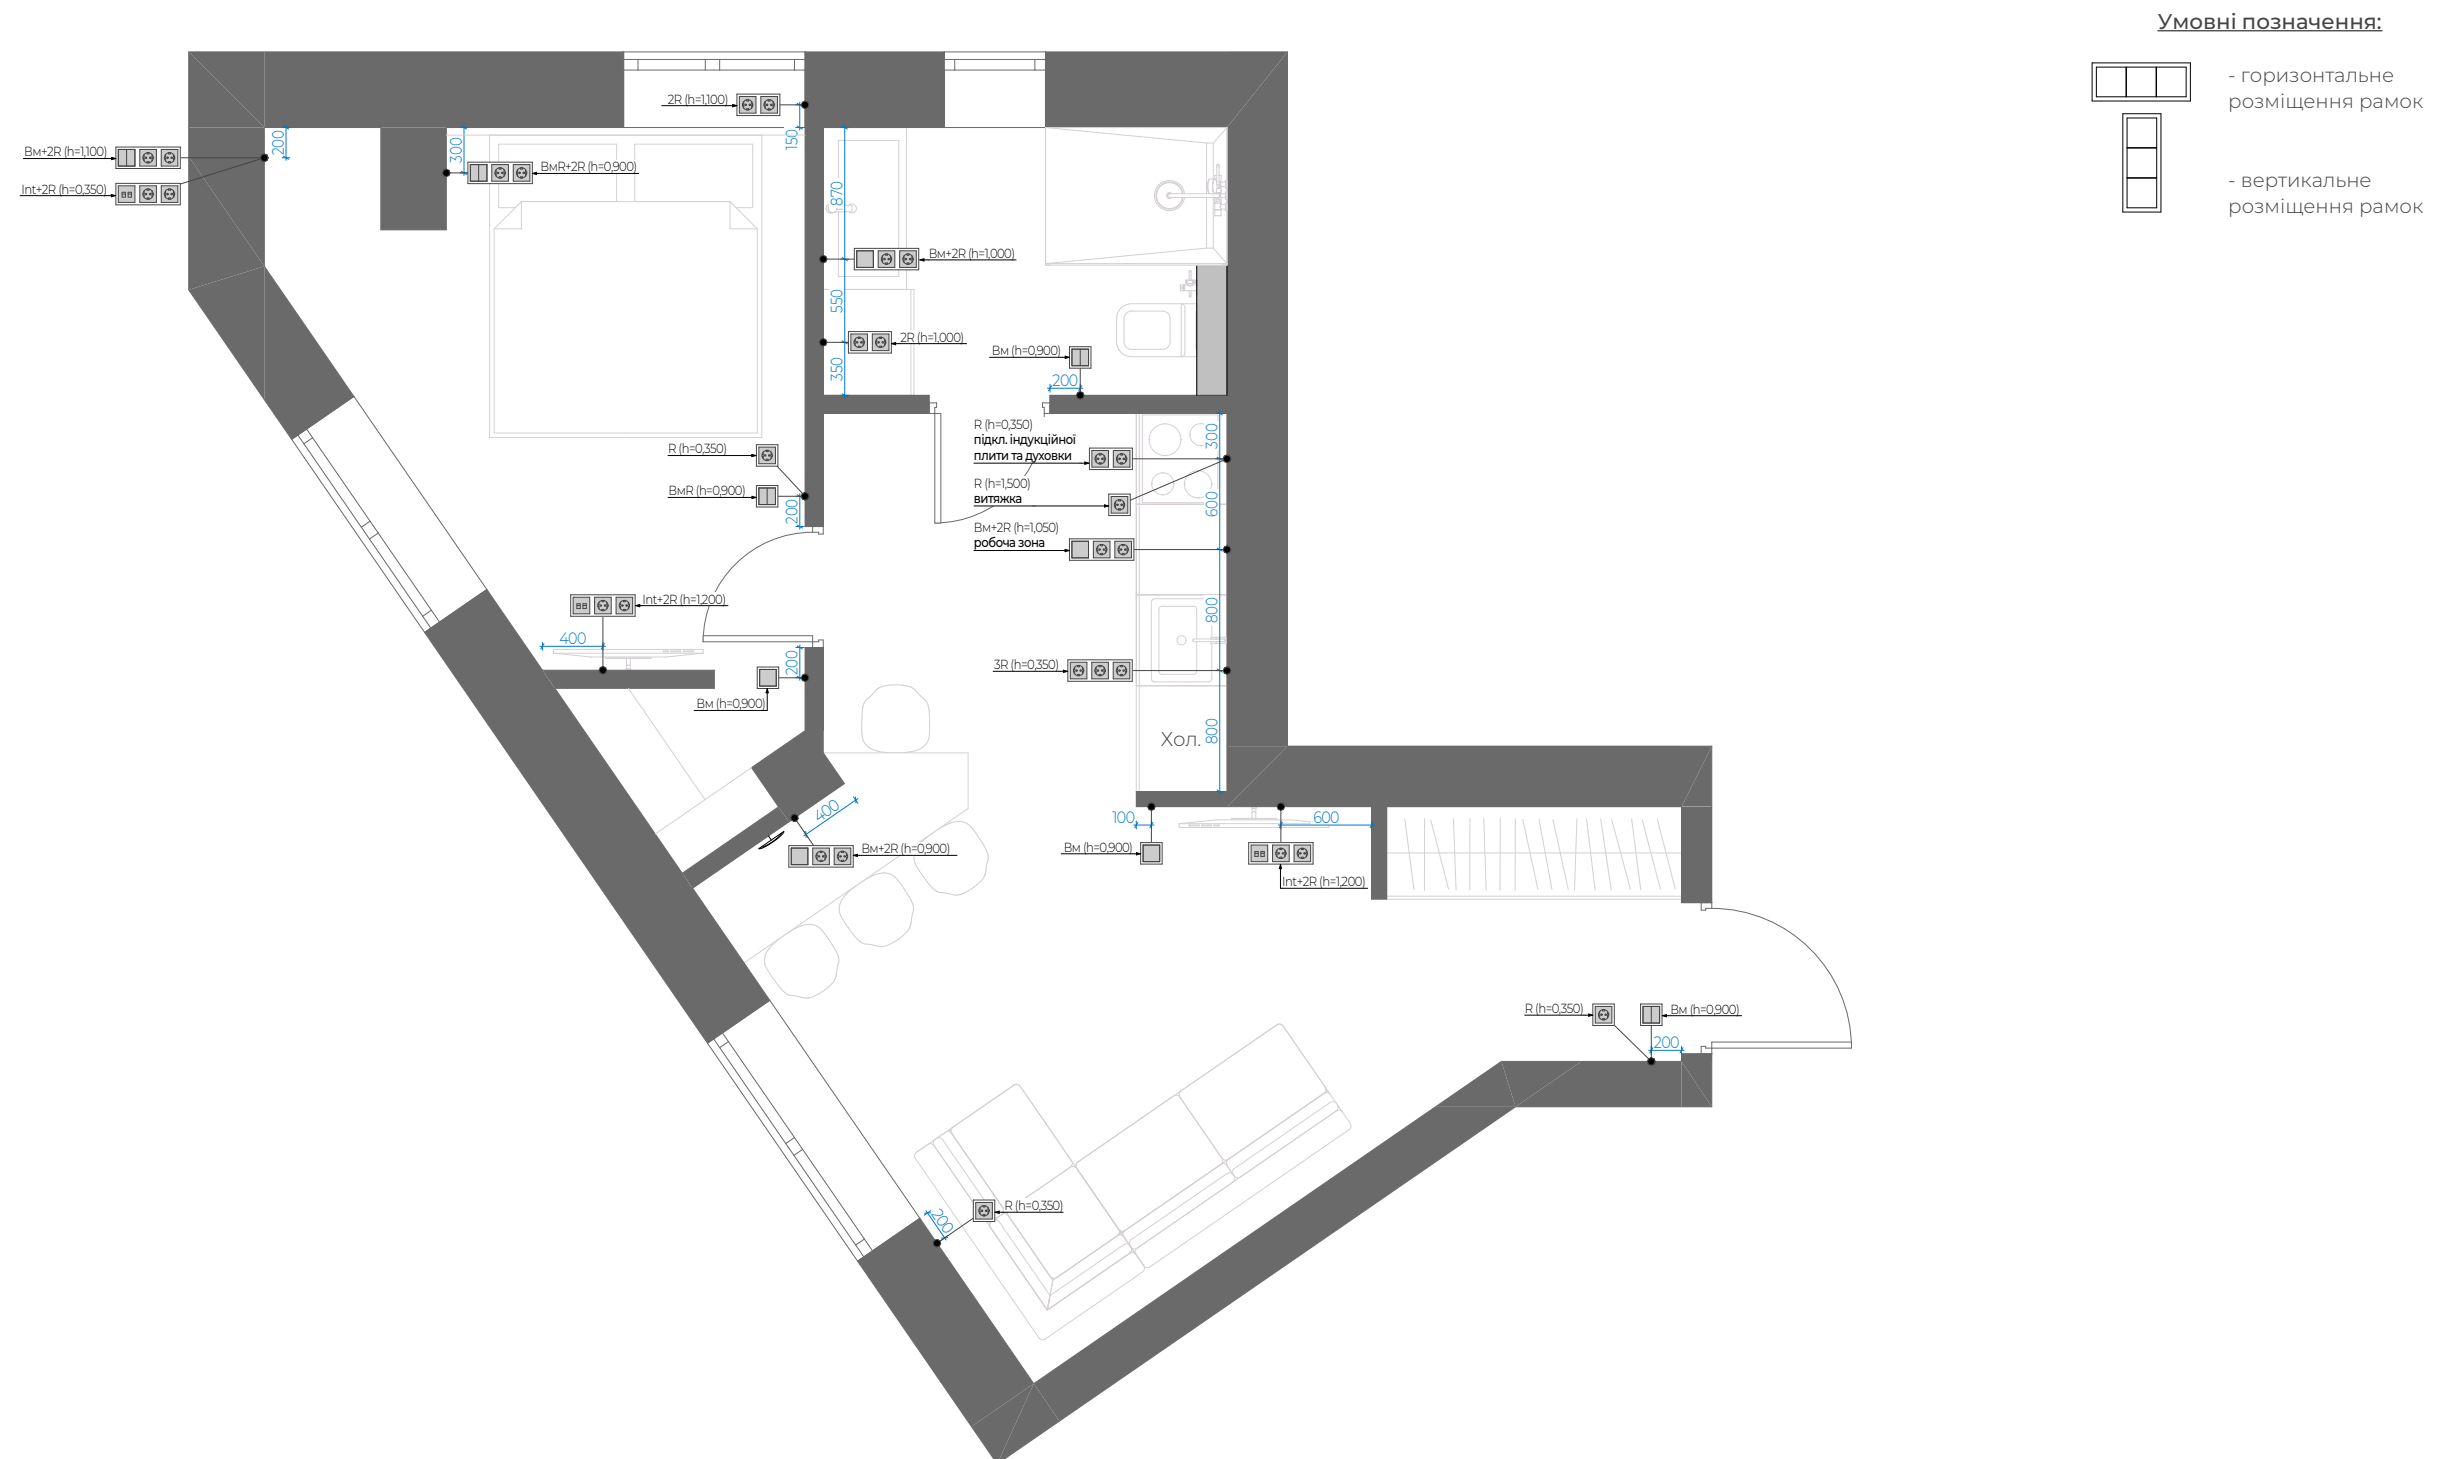 Умовні позначення:
- горизонтальне
розміщення рамок
- вертикальне
розміщення рамок
2R (h=1,100)
150
200
Вм+2R (h=1,100)
Int+2R (h=0,350)
300
ВмR+2R (h=0,900)
870
Вм+2R (h=1,000)
550
2R (h=1,000)
350
Вм (h=0,900)
200
R (h=0,350)
підкл. індукційної
плити та духовки
300
R (h=1,500)
витяжка
600
Вм+2R (h=1,050)
робоча зона
R (h=0,350)
ВмR (h=0,900)
200
Int+2R (h=1,200)
400
200
Вм (h=0,900)
800
3R (h=0,350)
Хол.
800
400
Вм+2R (h=0,900)
100
600
Вм (h=0,900)
Int+2R (h=1,200)
R (h=0,350)
Вм (h=0,900)
200
200
R (h=0,350)